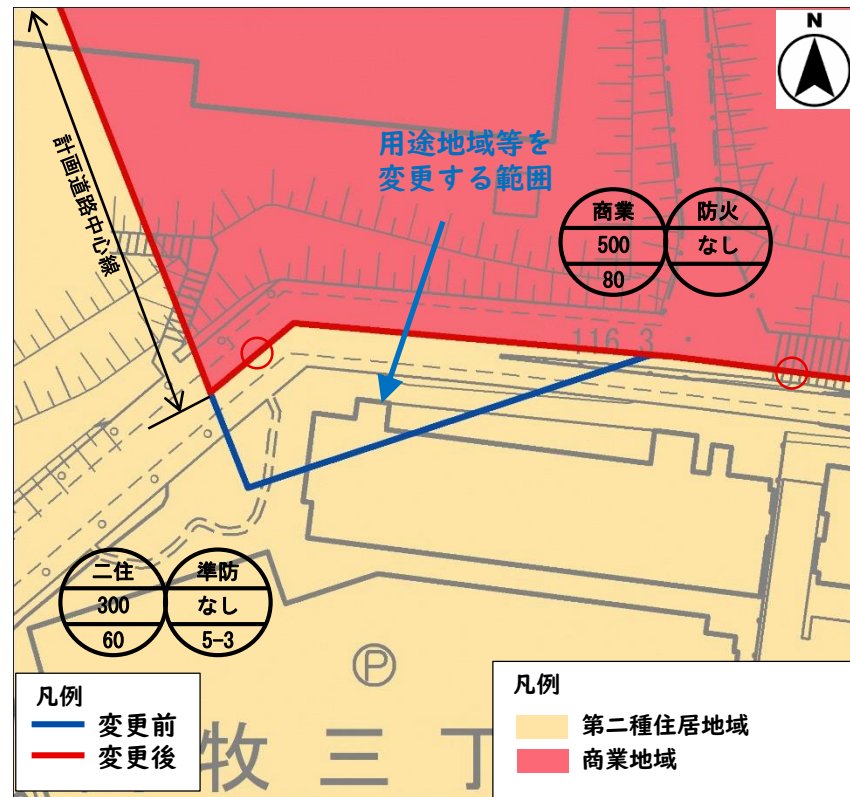 N
計画道路中心線
用途地域等を
変更する範囲
商業
500
80
防火
なし
116.3
二住
300
60
準防
なし
5-3
P
凡例
変更前
変更後
凡例
第二種住居地域
商業地域
牧三丁